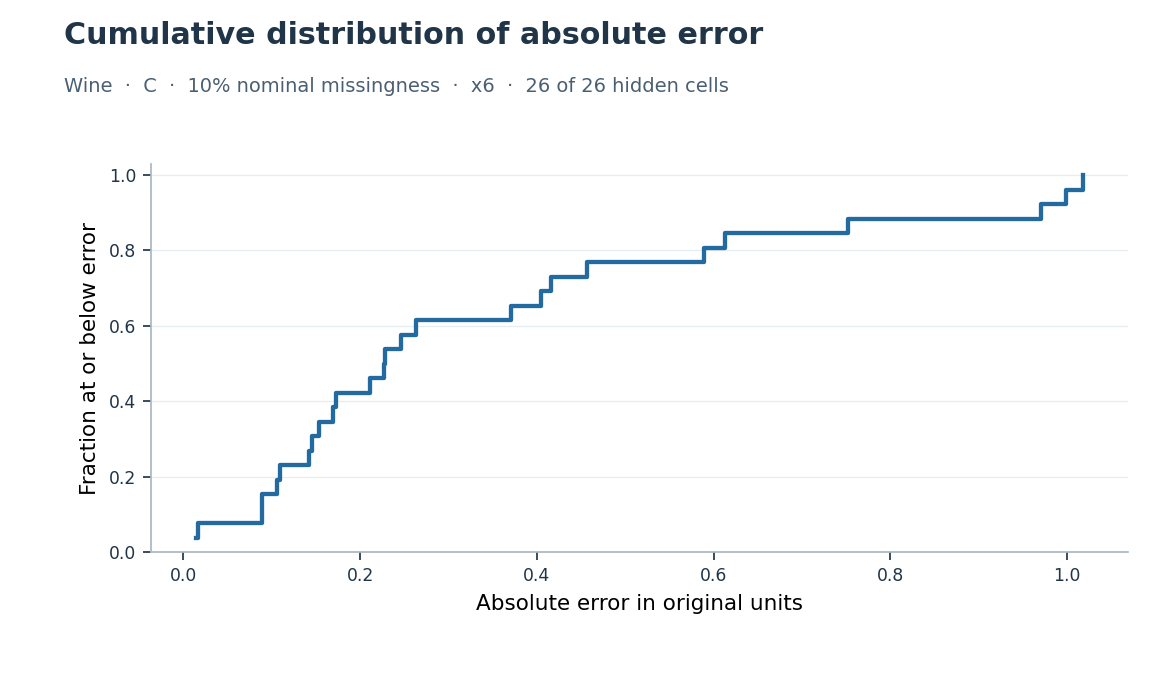 Cumulative distribution of absolute error
Wine · C · 10% nominal missingness · x6 · 26 of 26 hidden cells
Fraction at or below error
1.0
0.8
0.6
0.4
0.2
0.0
0.0 0.2 0.4 0.6 0.8 1.0
Absolute error in original units